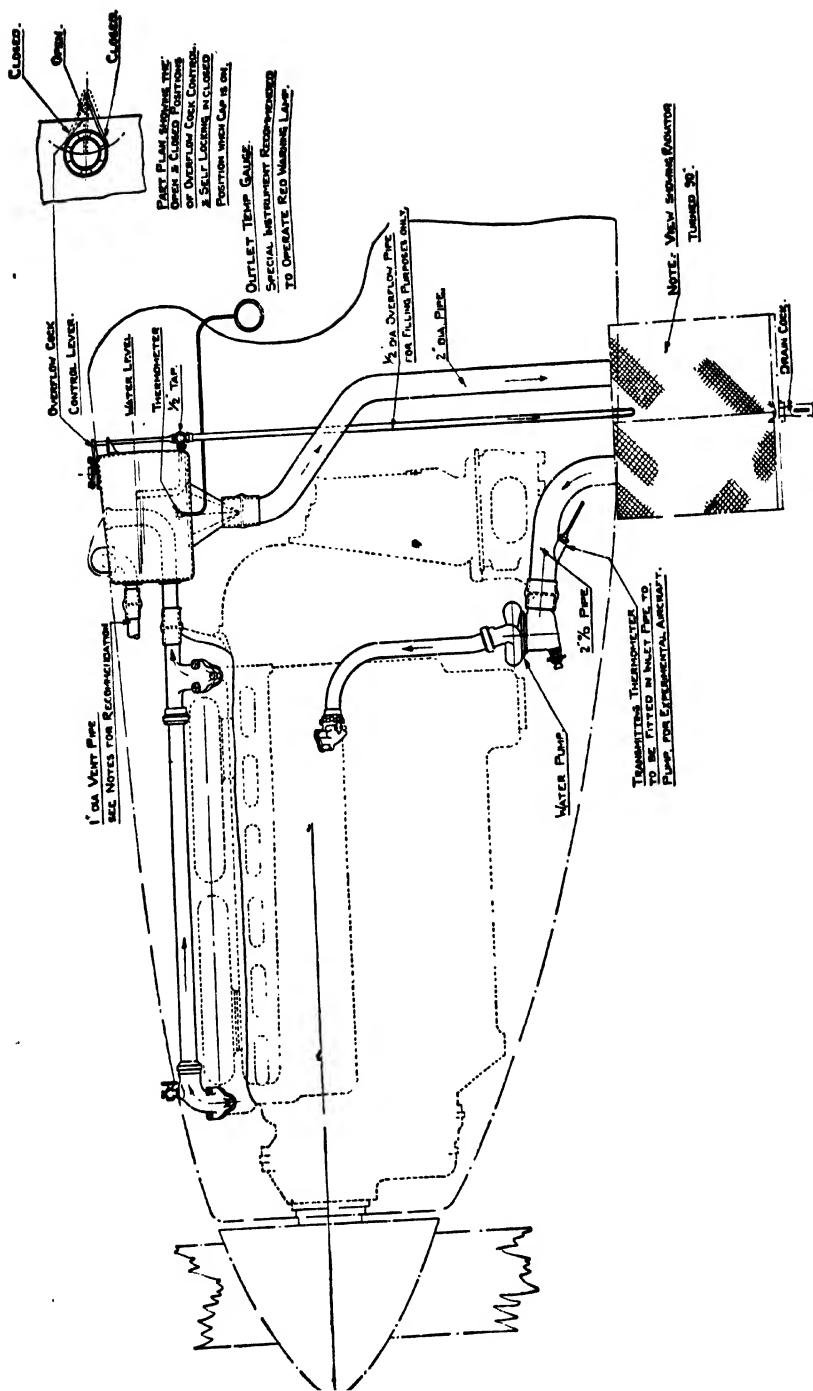 CLOSED.
OPEN.
CLOSED
PART PLAN SHOWING THE
OPEN & CLOSED POSITIONS
OF OVERFLOW COCK CONTROL.
& SELF LOCKING IN CLOSED
POSITION WHEN CAP IS ON.
OVERFLOW COCK
CONTROL LEVER.
WATER LEVEL
THERMOMETER
1/2" TAP.
OUTLET TEMP GAUGE.
SPECIAL INSTRUMENT RECOMMENDED
TO OPERATE RED WARNING LAMP.
1/2" DIA OVERFLOW PIPE
FOR FILLING PURPOSES ONLY.
2" DIA PIPE.
1" DIA VENT PIPE
SEE NOTES FOR RECOMMENDATION
NOTE: VIEW SHOWING RADIATOR
TURNED 90°.
DRAIN COCK.
WATER PUMP.
2" I/D PIPE.
TRANSMITTING THERMOMETER
TO BE FITTED IN INLET PIPE TO
PUMP FOR EXPERIMENTAL AIRCRAFT.